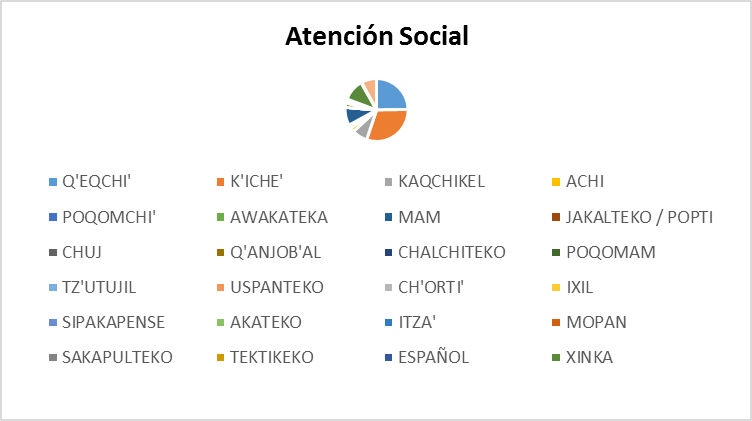 Atención Social
Q'EQCHI' K'ICHE' KAQCHIKEL ACHI
POQOMCHI' AWAKATEKA MAM JAKALTEKO / POPTI
CHUJ Q'ANJOB'AL CHALCHITEKO POQOMAM
TZ'UTUJIL USPANTEKO CH'ORTI' IXIL
SIPAKAPENSE AKATEKO ITZA' MOPAN
SAKAPULTEKO TEKTIKEKO ESPAÑOL XINKA